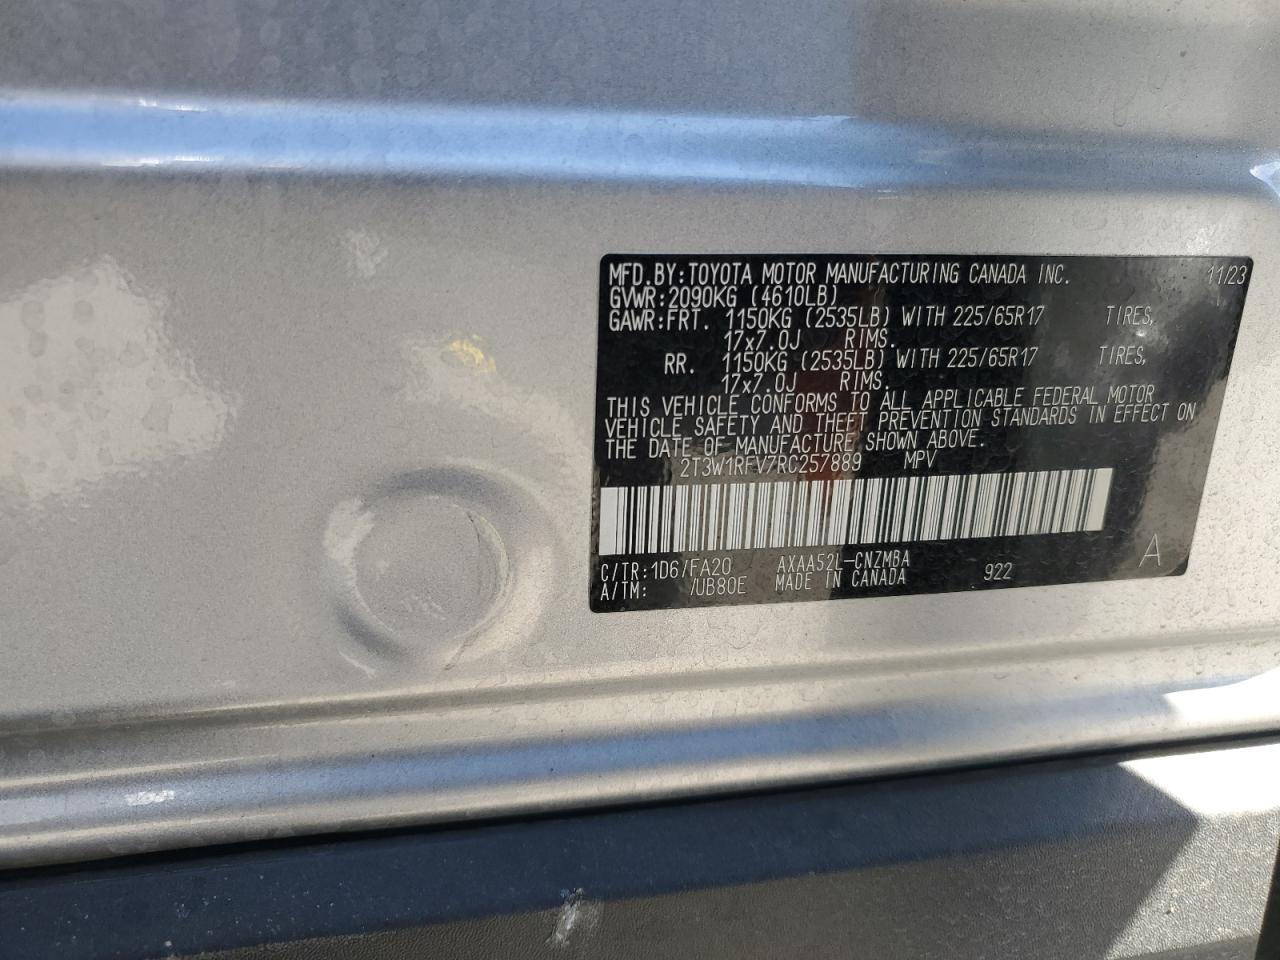 MFD.BY:TOYOTA MOTOR MANUFACTURING CANADA INC. 11/23
GVWR:2090KG (4610LB)
GAWR:FRT. 1150KG (2535LB) WITH 225/65R17 TIRES,
17x7.0J RIMS.
RR. 1150KG (2535LB) WITH 225/65R17 TIRES,
17x7.0J RIMS.
THIS VEHICLE CONFORMS TO ALL APPLICABLE FEDERAL MOTOR
VEHICLE SAFETY AND THEFT PREVENTION STANDARDS IN EFFECT ON
THE DATE OF MANUFACTURE SHOWN ABOVE.
2T3W1RFV7RC257889 MPV
C/TR:1D6/FA20 AXAA52L-CNZMBA
A/TM: /UB80E MADE IN CANADA 922 A